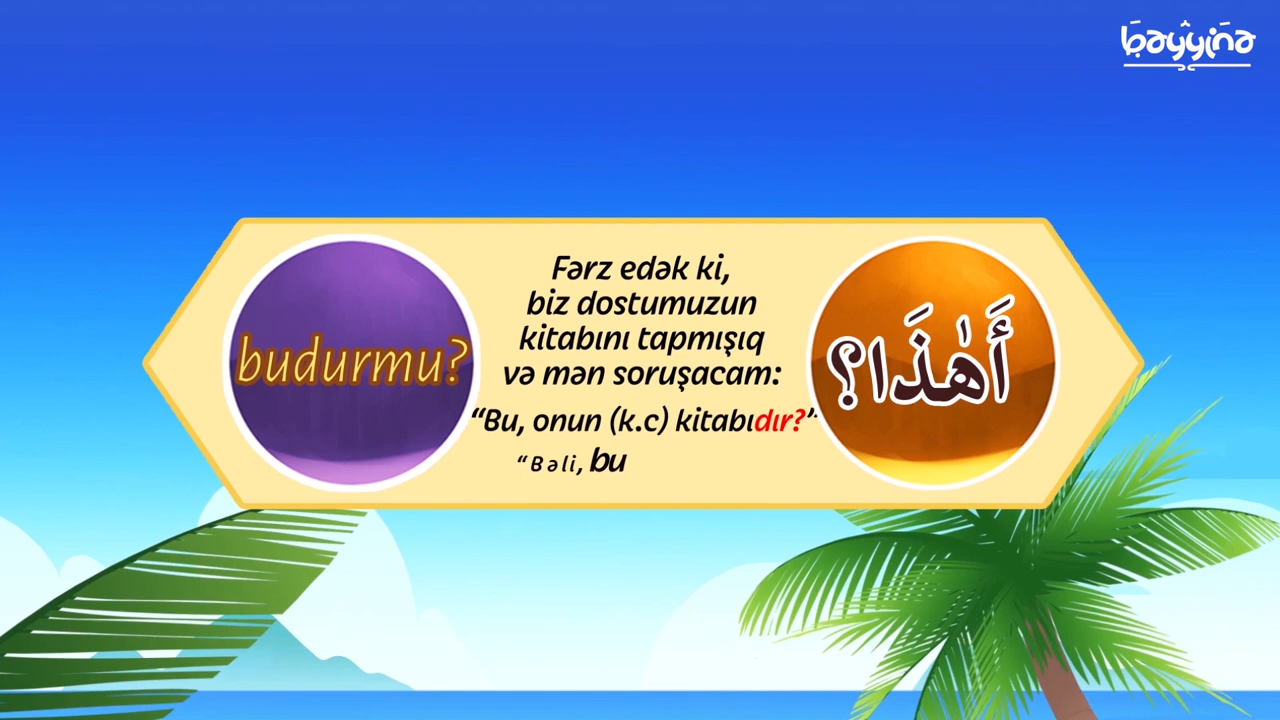 bayyina
budurmu?
Fərz edək ki,
biz dostumuzun
kitabını tapmışıq
və mən soruşacam:
“Bu, onun (k.c) kitabıdır?”
“Bəli, bu
أَهٰذَا؟